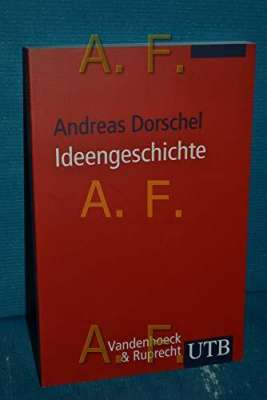 A. F.
Andreas Dorschel
Ideengeschichte
A. F.
Vandenhoeck
& Ruprecht
UTB
A. F.